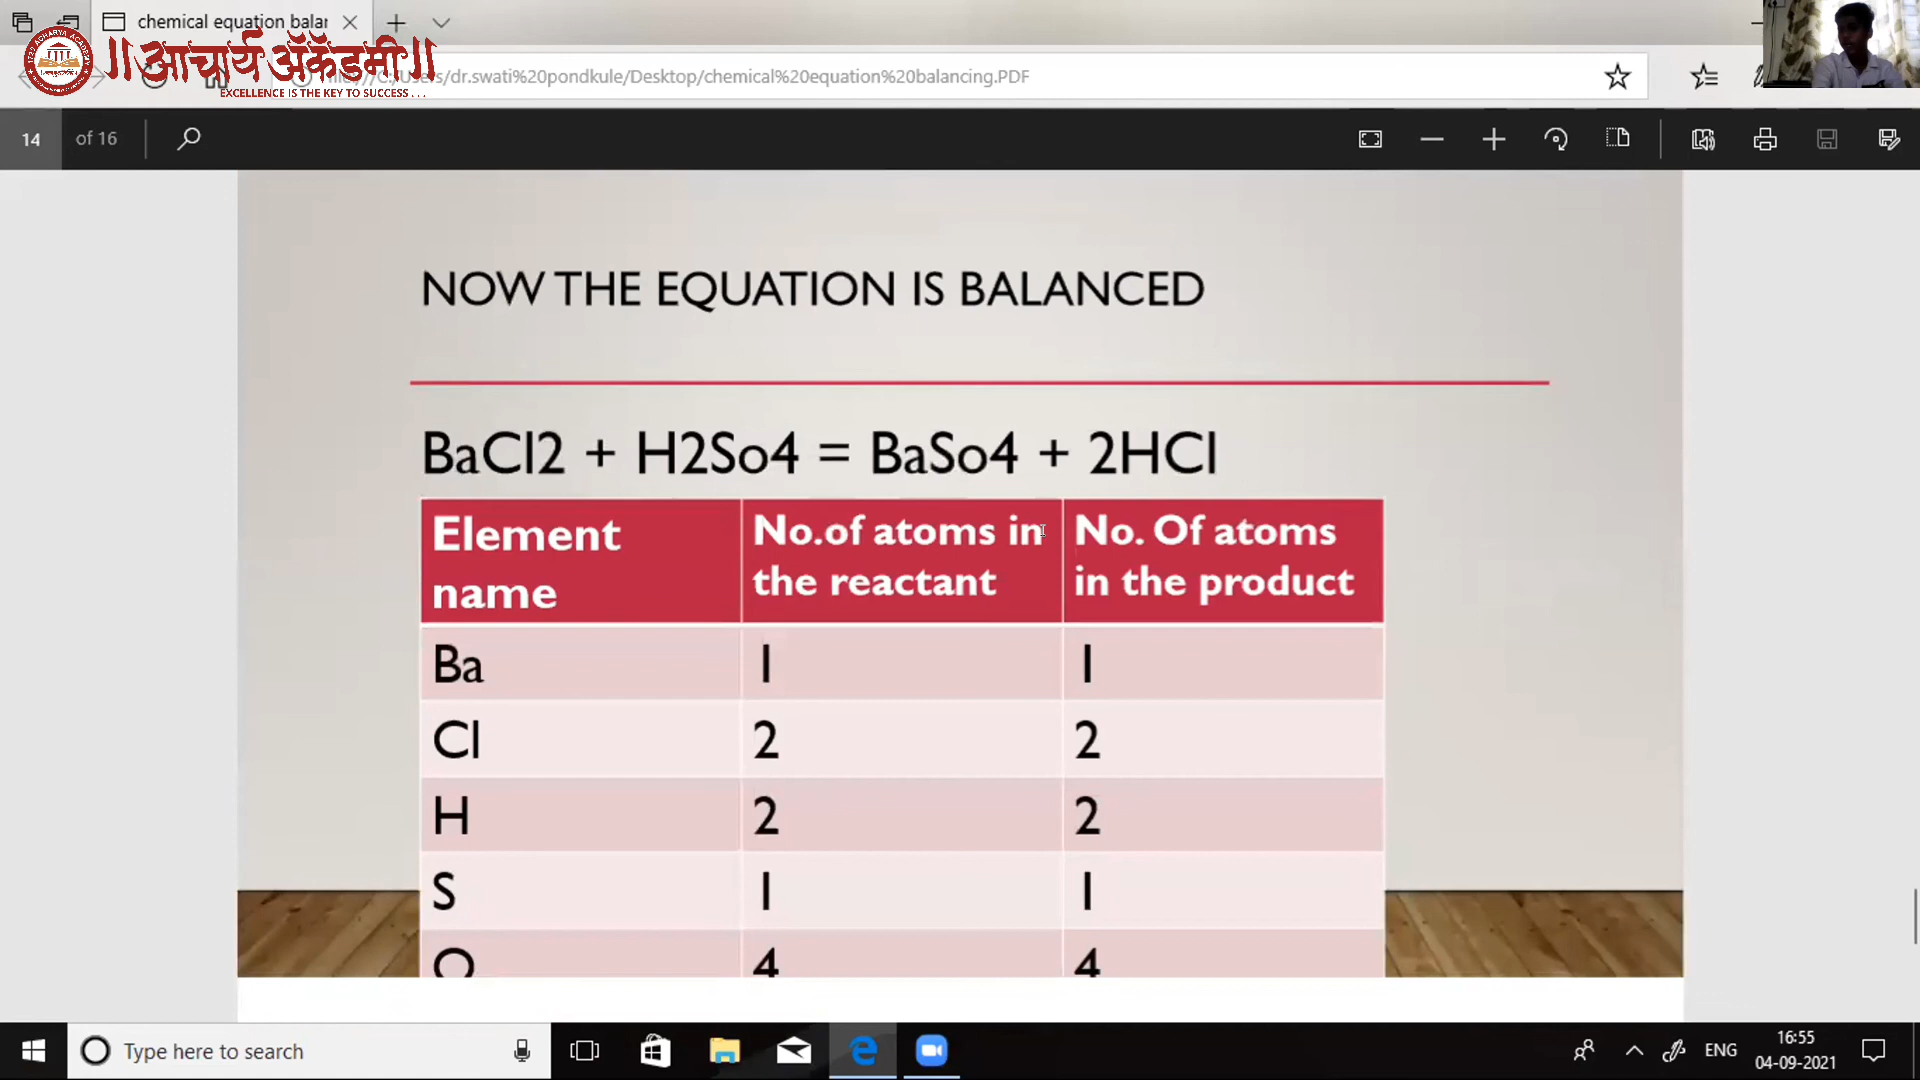 chemical equation balar
।।आचार्य ॲकॅडमी।।
EXCELLENCE IS THE KEY TO SUCCESS . . .
/Users/dr.swati%20pondkule/Desktop/chemical%20equation%20balancing.PDF
14 of 16
NOW THE EQUATION IS BALANCED
BaCl2 + H2So4 = BaSo4 + 2HCl
Element name
No.of atoms in the reactant
No. Of atoms in the product
Ba 1 1
Cl 2 2
H 2 2
S 1 1
O 4 4
Type here to search
ENG
16:55
04-09-2021